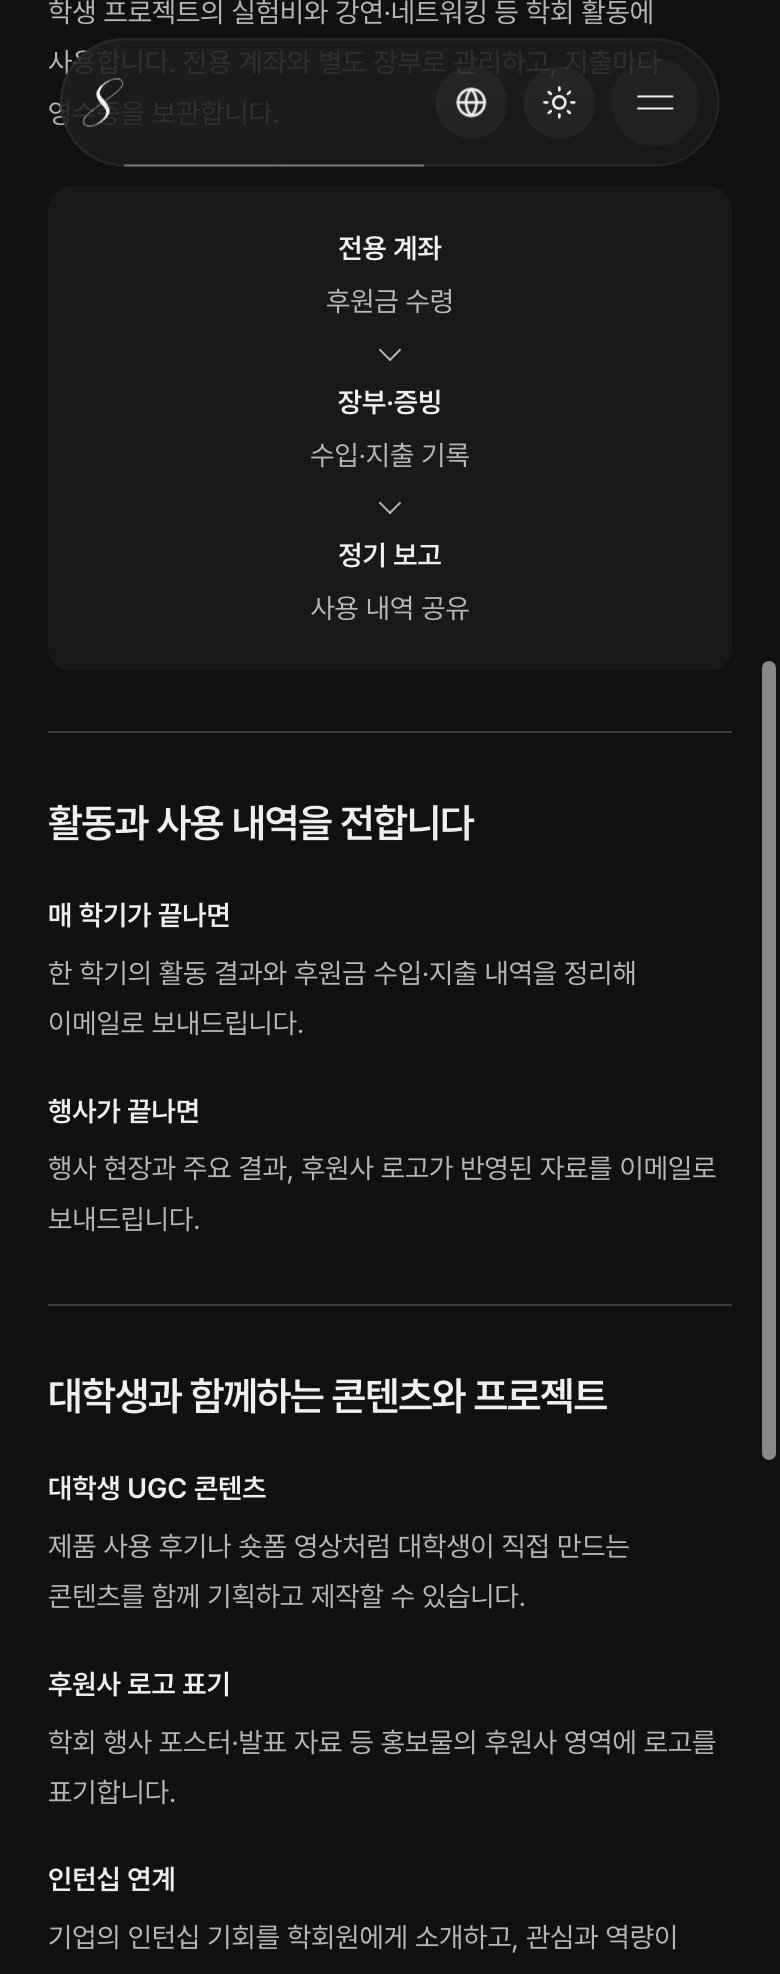 학생 프로젝트의 실험비와 강연·네트워킹 등 학회 활동에
사용합니다. 전용 계좌와 별도 장부로 관리하고, 지출마다
영수증을 보관합니다.
전용 계좌
후원금 수령
장부·증빙
수입·지출 기록
정기 보고
사용 내역 공유
활동과 사용 내역을 전합니다
매 학기가 끝나면
한 학기의 활동 결과와 후원금 수입·지출 내역을 정리해
이메일로 보내드립니다.
행사가 끝나면
행사 현장과 주요 결과, 후원사 로고가 반영된 자료를 이메일로
보내드립니다.
대학생과 함께하는 콘텐츠와 프로젝트
대학생 UGC 콘텐츠
제품 사용 후기나 숏폼 영상처럼 대학생이 직접 만드는
콘텐츠를 함께 기획하고 제작할 수 있습니다.
후원사 로고 표기
학회 행사 포스터·발표 자료 등 홍보물의 후원사 영역에 로고를
표기합니다.
인턴십 연계
기업의 인턴십 기회를 학회원에게 소개하고, 관심과 역량이